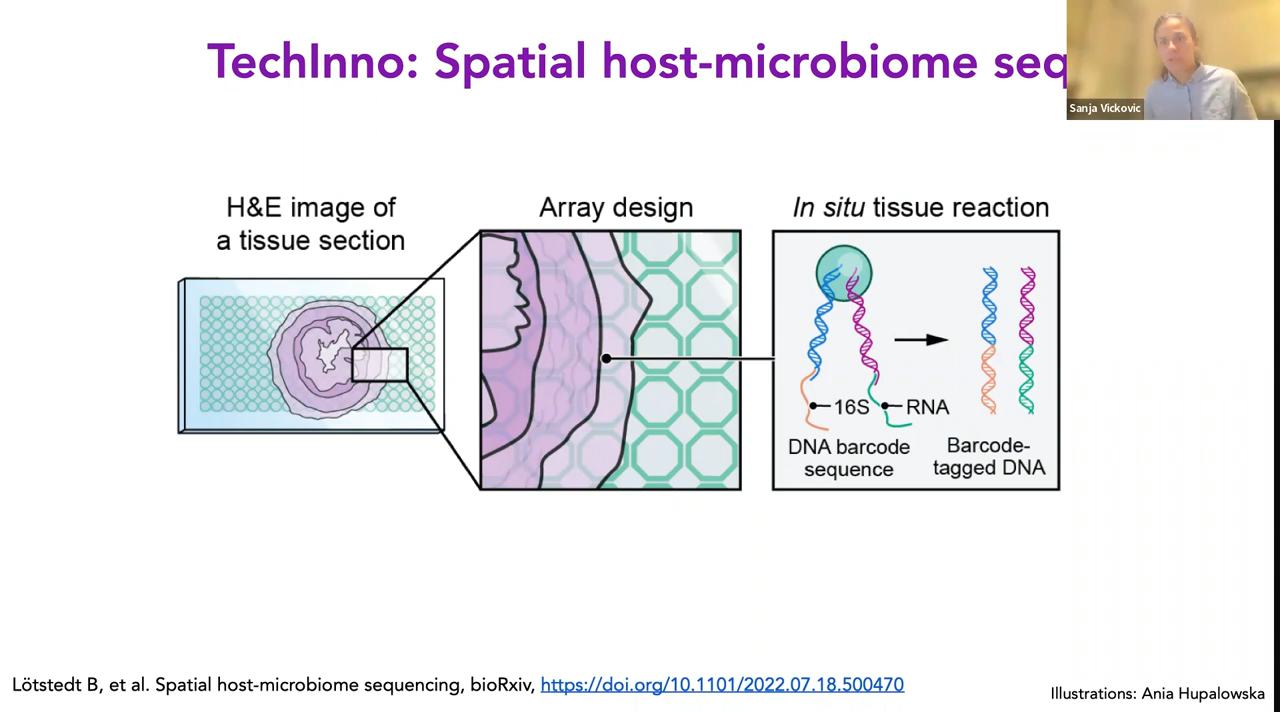 TechInno: Spatial host-microbiome seq
Sanja Vickovic
H&E image of
a tissue section
Array design
In situ tissue reaction
16S
RNA
DNA barcode
sequence
Barcode-
tagged DNA
Lötstedt B, et al. Spatial host-microbiome sequencing, bioRxiv, https://doi.org/10.1101/2022.07.18.500470
Illustrations: Ania Hupalowska